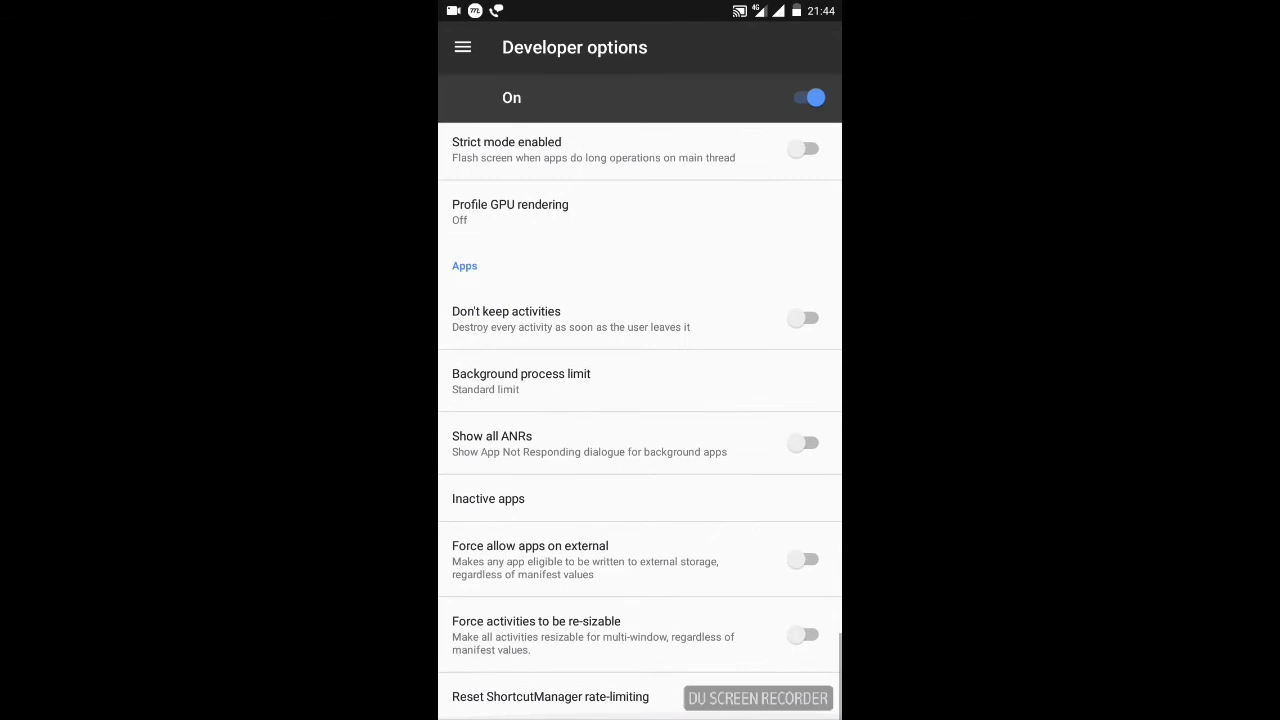 4G 21:44
Developer options
On
Strict mode enabled
Flash screen when apps do long operations on main thread
Profile GPU rendering
Off
Apps
Don't keep activities
Destroy every activity as soon as the user leaves it
Background process limit
Standard limit
Show all ANRs
Show App Not Responding dialogue for background apps
Inactive apps
Force allow apps on external
Makes any app eligible to be written to external storage,
regardless of manifest values
Force activities to be re-sizable
Make all activities resizable for multi-window, regardless of
manifest values.
Reset ShortcutManager rate-limiting
DU SCREEN RECORDER